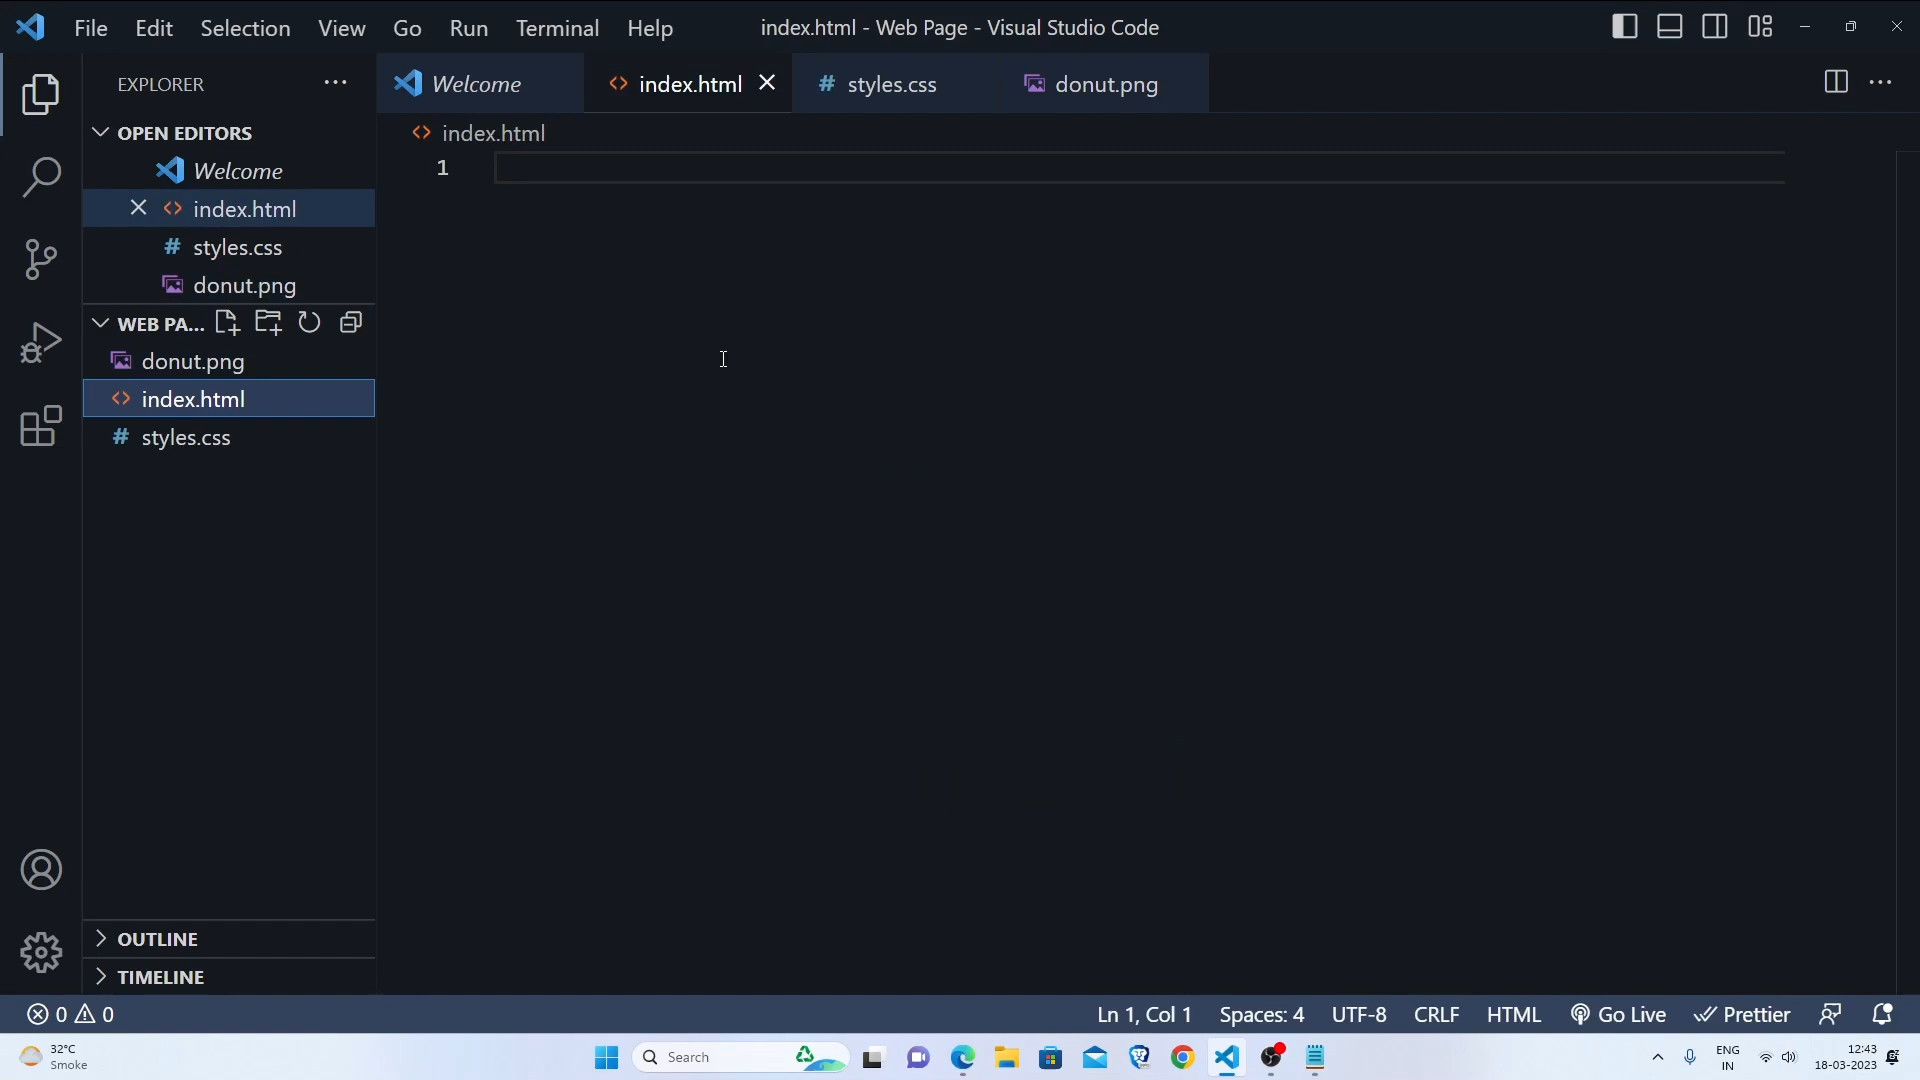 File Edit Selection View Go Run Terminal Help index.html - Web Page - Visual Studio Code
EXPLORER
Welcome index.html styles.css donut.png
OPEN EDITORS
Welcome
index.html
styles.css
donut.png
WEB PA...
donut.png
index.html
styles.css
index.html
1
OUTLINE
TIMELINE
0 0 Ln 1, Col 1 Spaces: 4 UTF-8 CRLF HTML Go Live Prettier
32°C
Smoke
Search
ENG
IN
12:43
18-03-2023